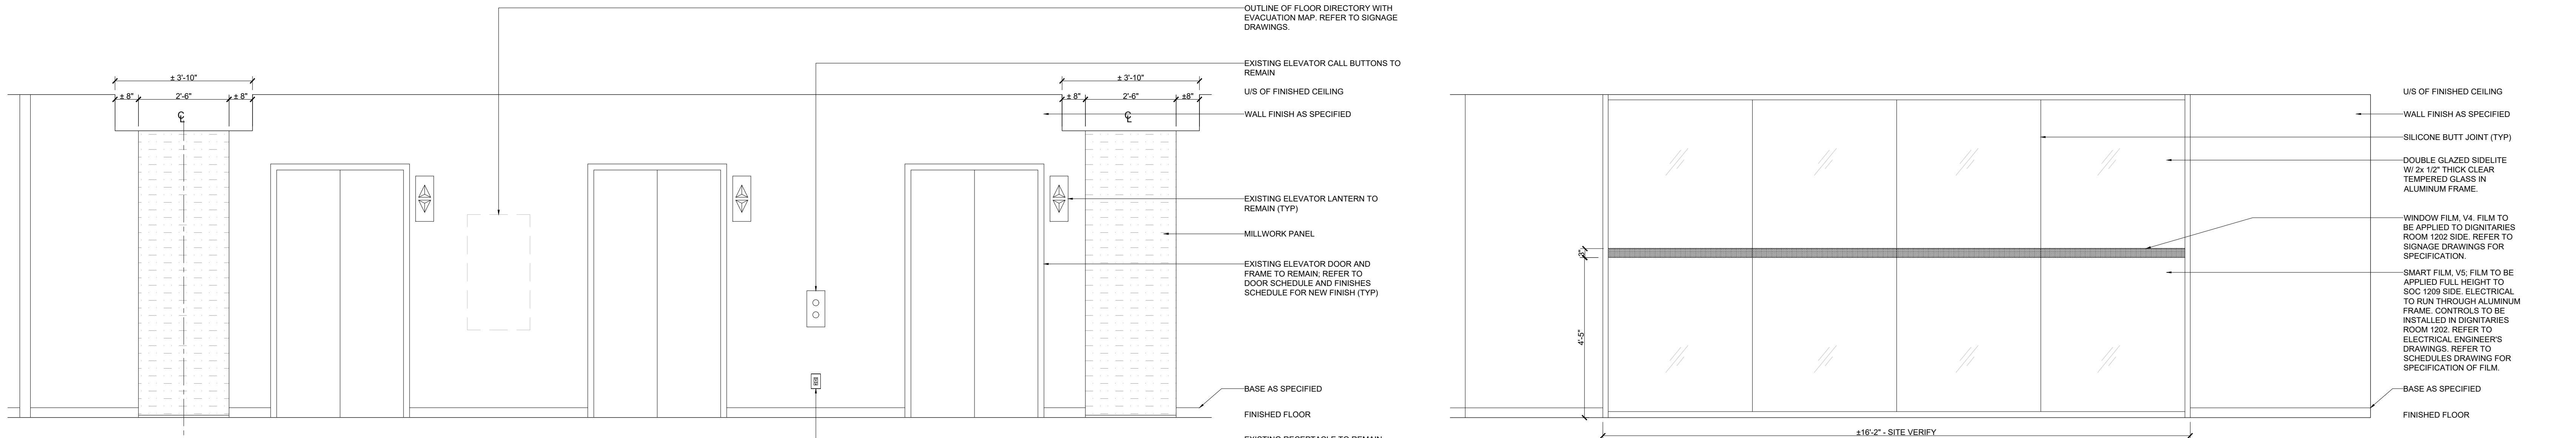 OUTLINE OF FLOOR DIRECTORY WITH
EVACUATION MAP. REFER TO SIGNAGE
DRAWINGS.
EXISTING ELEVATOR CALL BUTTONS TO
REMAIN
± 3'-10"
± 8"
2'-6"
± 8"
℄
± 3'-10"
± 8"
2'-6"
±8"
℄
U/S OF FINISHED CEILING
WALL FINISH AS SPECIFIED
EXISTING ELEVATOR LANTERN TO
REMAIN (TYP)
MILLWORK PANEL
EXISTING ELEVATOR DOOR AND
FRAME TO REMAIN; REFER TO
DOOR SCHEDULE AND FINISHES
SCHEDULE FOR NEW FINISH (TYP)
BASE AS SPECIFIED
FINISHED FLOOR
EXISTING RECEPTACLE TO REMAIN
U/S OF FINISHED CEILING
WALL FINISH AS SPECIFIED
SILICONE BUTT JOINT (TYP)
DOUBLE GLAZED SIDELITE
W/ 2x 1/2" THICK CLEAR
TEMPERED GLASS IN
ALUMINUM FRAME.
WINDOW FILM, V4. FILM TO
BE APPLIED TO DIGNITARIES
ROOM 1202 SIDE. REFER TO
SIGNAGE DRAWINGS FOR
SPECIFICATION.
SMART FILM, V5; FILM TO BE
APPLIED FULL HEIGHT TO
SOC 1209 SIDE. ELECTRICAL
TO RUN THROUGH ALUMINUM
FRAME. CONTROLS TO BE
INSTALLED IN DIGNITARIES
ROOM 1202. REFER TO
ELECTRICAL ENGINEER'S
DRAWINGS. REFER TO
SCHEDULES DRAWING FOR
SPECIFICATION OF FILM.
BASE AS SPECIFIED
FINISHED FLOOR
3"
4'-5"
±16'-2" - SITE VERIFY